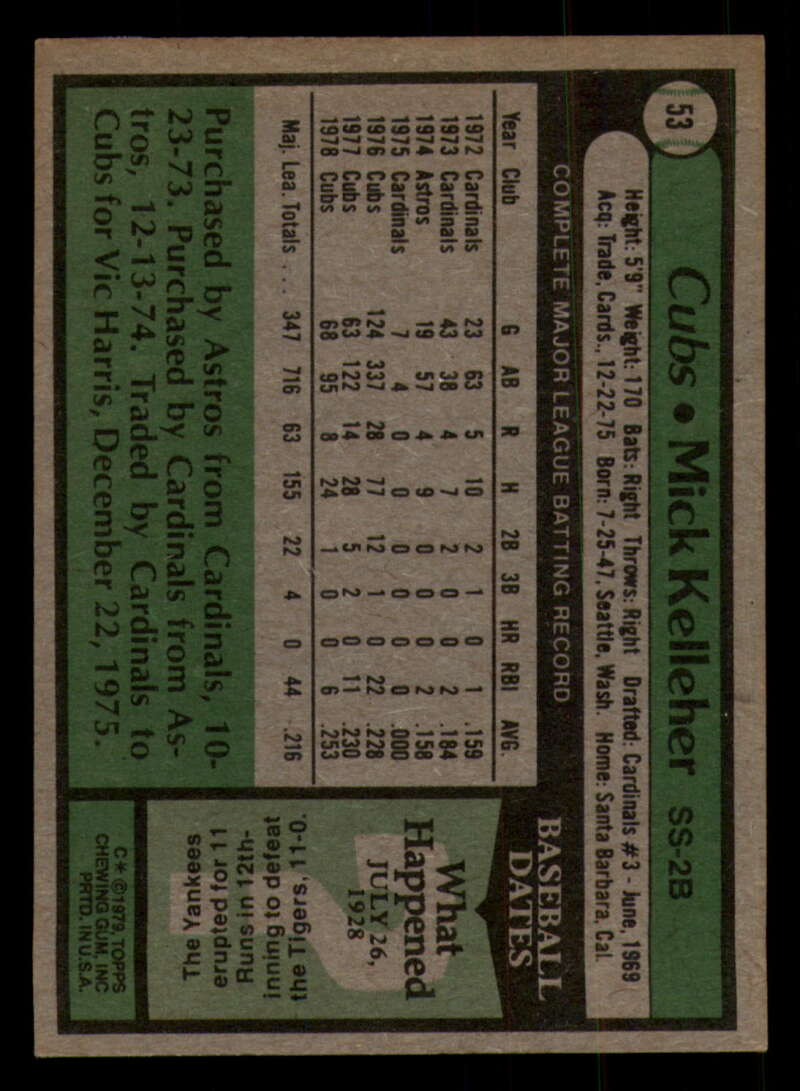 53
Cubs • Mick Kelleher SS-2B
Height: 5'9" Weight: 170 Bats: Right Throws: Right Drafted: Cardinals #3 - June, 1969
Acq: Trade, Cards., 12-22-75 Born: 7-25-47, Seattle, Wash. Home: Santa Barbara, Cal.
COMPLETE MAJOR LEAGUE BATTING RECORD
Year Club G AB R H 2B 3B HR RBI AVG.
1972 Cardinals 23 63 5 10 2 1 0 1 .159
1973 Cardinals 43 38 4 7 2 0 0 2 .184
1974 Astros 19 57 4 9 0 0 0 2 .158
1975 Cardinals 7 4 0 0 0 0 0 0 .000
1976 Cubs 124 337 28 77 12 1 0 22 .228
1977 Cubs 63 122 14 28 5 2 0 11 .230
1978 Cubs 68 95 8 24 1 0 0 6 .253
Maj. Lea. Totals . . . 347 716 63 155 22 4 0 44 .216
Purchased by Astros from Cardinals, 10-
23-73. Purchased by Cardinals from As-
tros, 12-13-74. Traded by Cardinals to
Cubs for Vic Harris, December 22, 1975.
BASEBALL
DATES
What
Happened
JULY 26,
1928
The Yankees
erupted for 11
Runs in 12th-
inning to defeat
the Tigers, 11-0.
C* ©1979, TOPPS
CHEWING GUM, INC
PRTD. IN U.S.A.